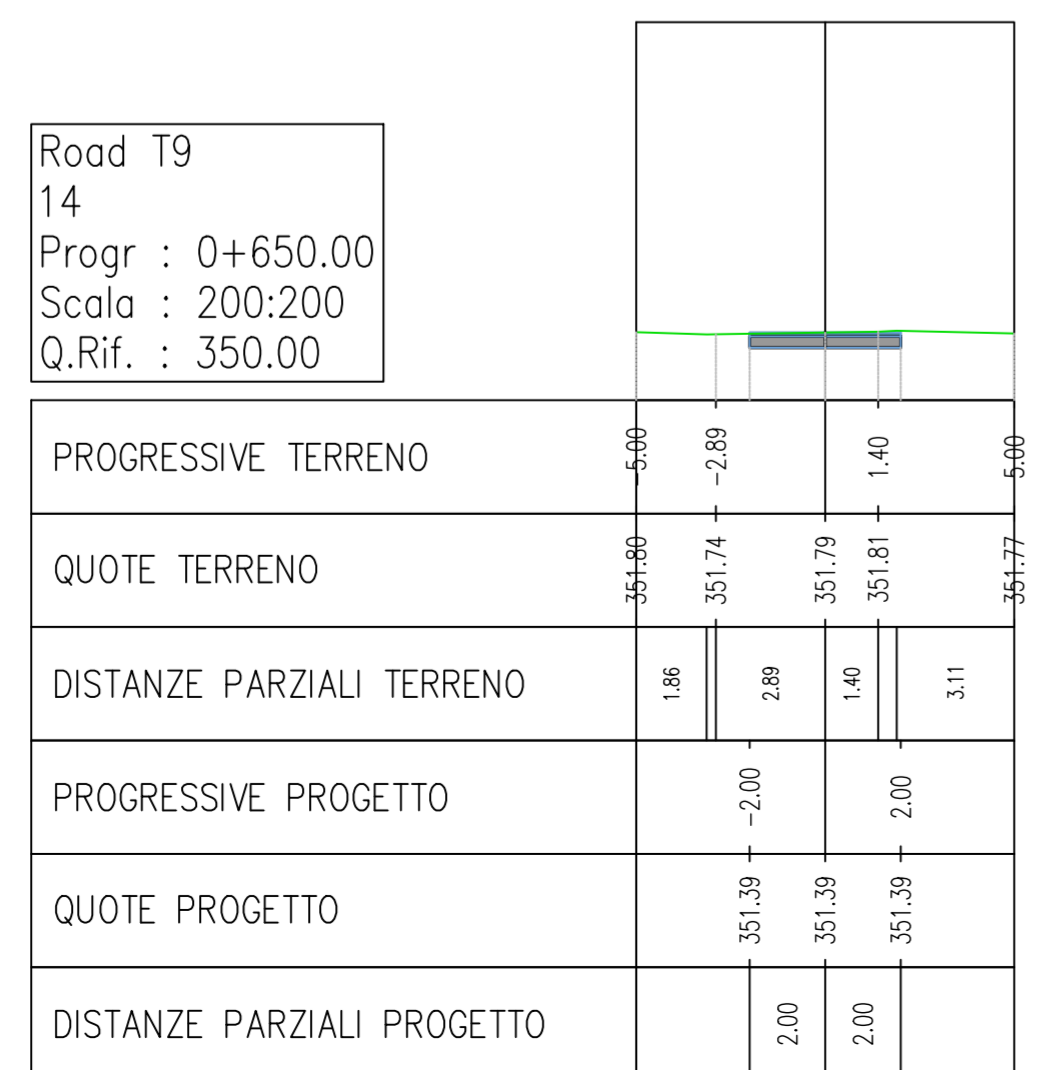 Road T9
14
Progr : 0+650.00
Scala : 200:200
Q.Rif. : 350.00
PROGRESSIVE TERRENO -5.00 -2.89 1.40 5.00
QUOTE TERRENO 351.80 351.74 351.79 351.81 351.77
DISTANZE PARZIALI TERRENO 1.86 2.89 1.40 3.11
PROGRESSIVE PROGETTO -2.00 2.00
QUOTE PROGETTO 351.39 351.39 351.39
DISTANZE PARZIALI PROGETTO 2.00 2.00